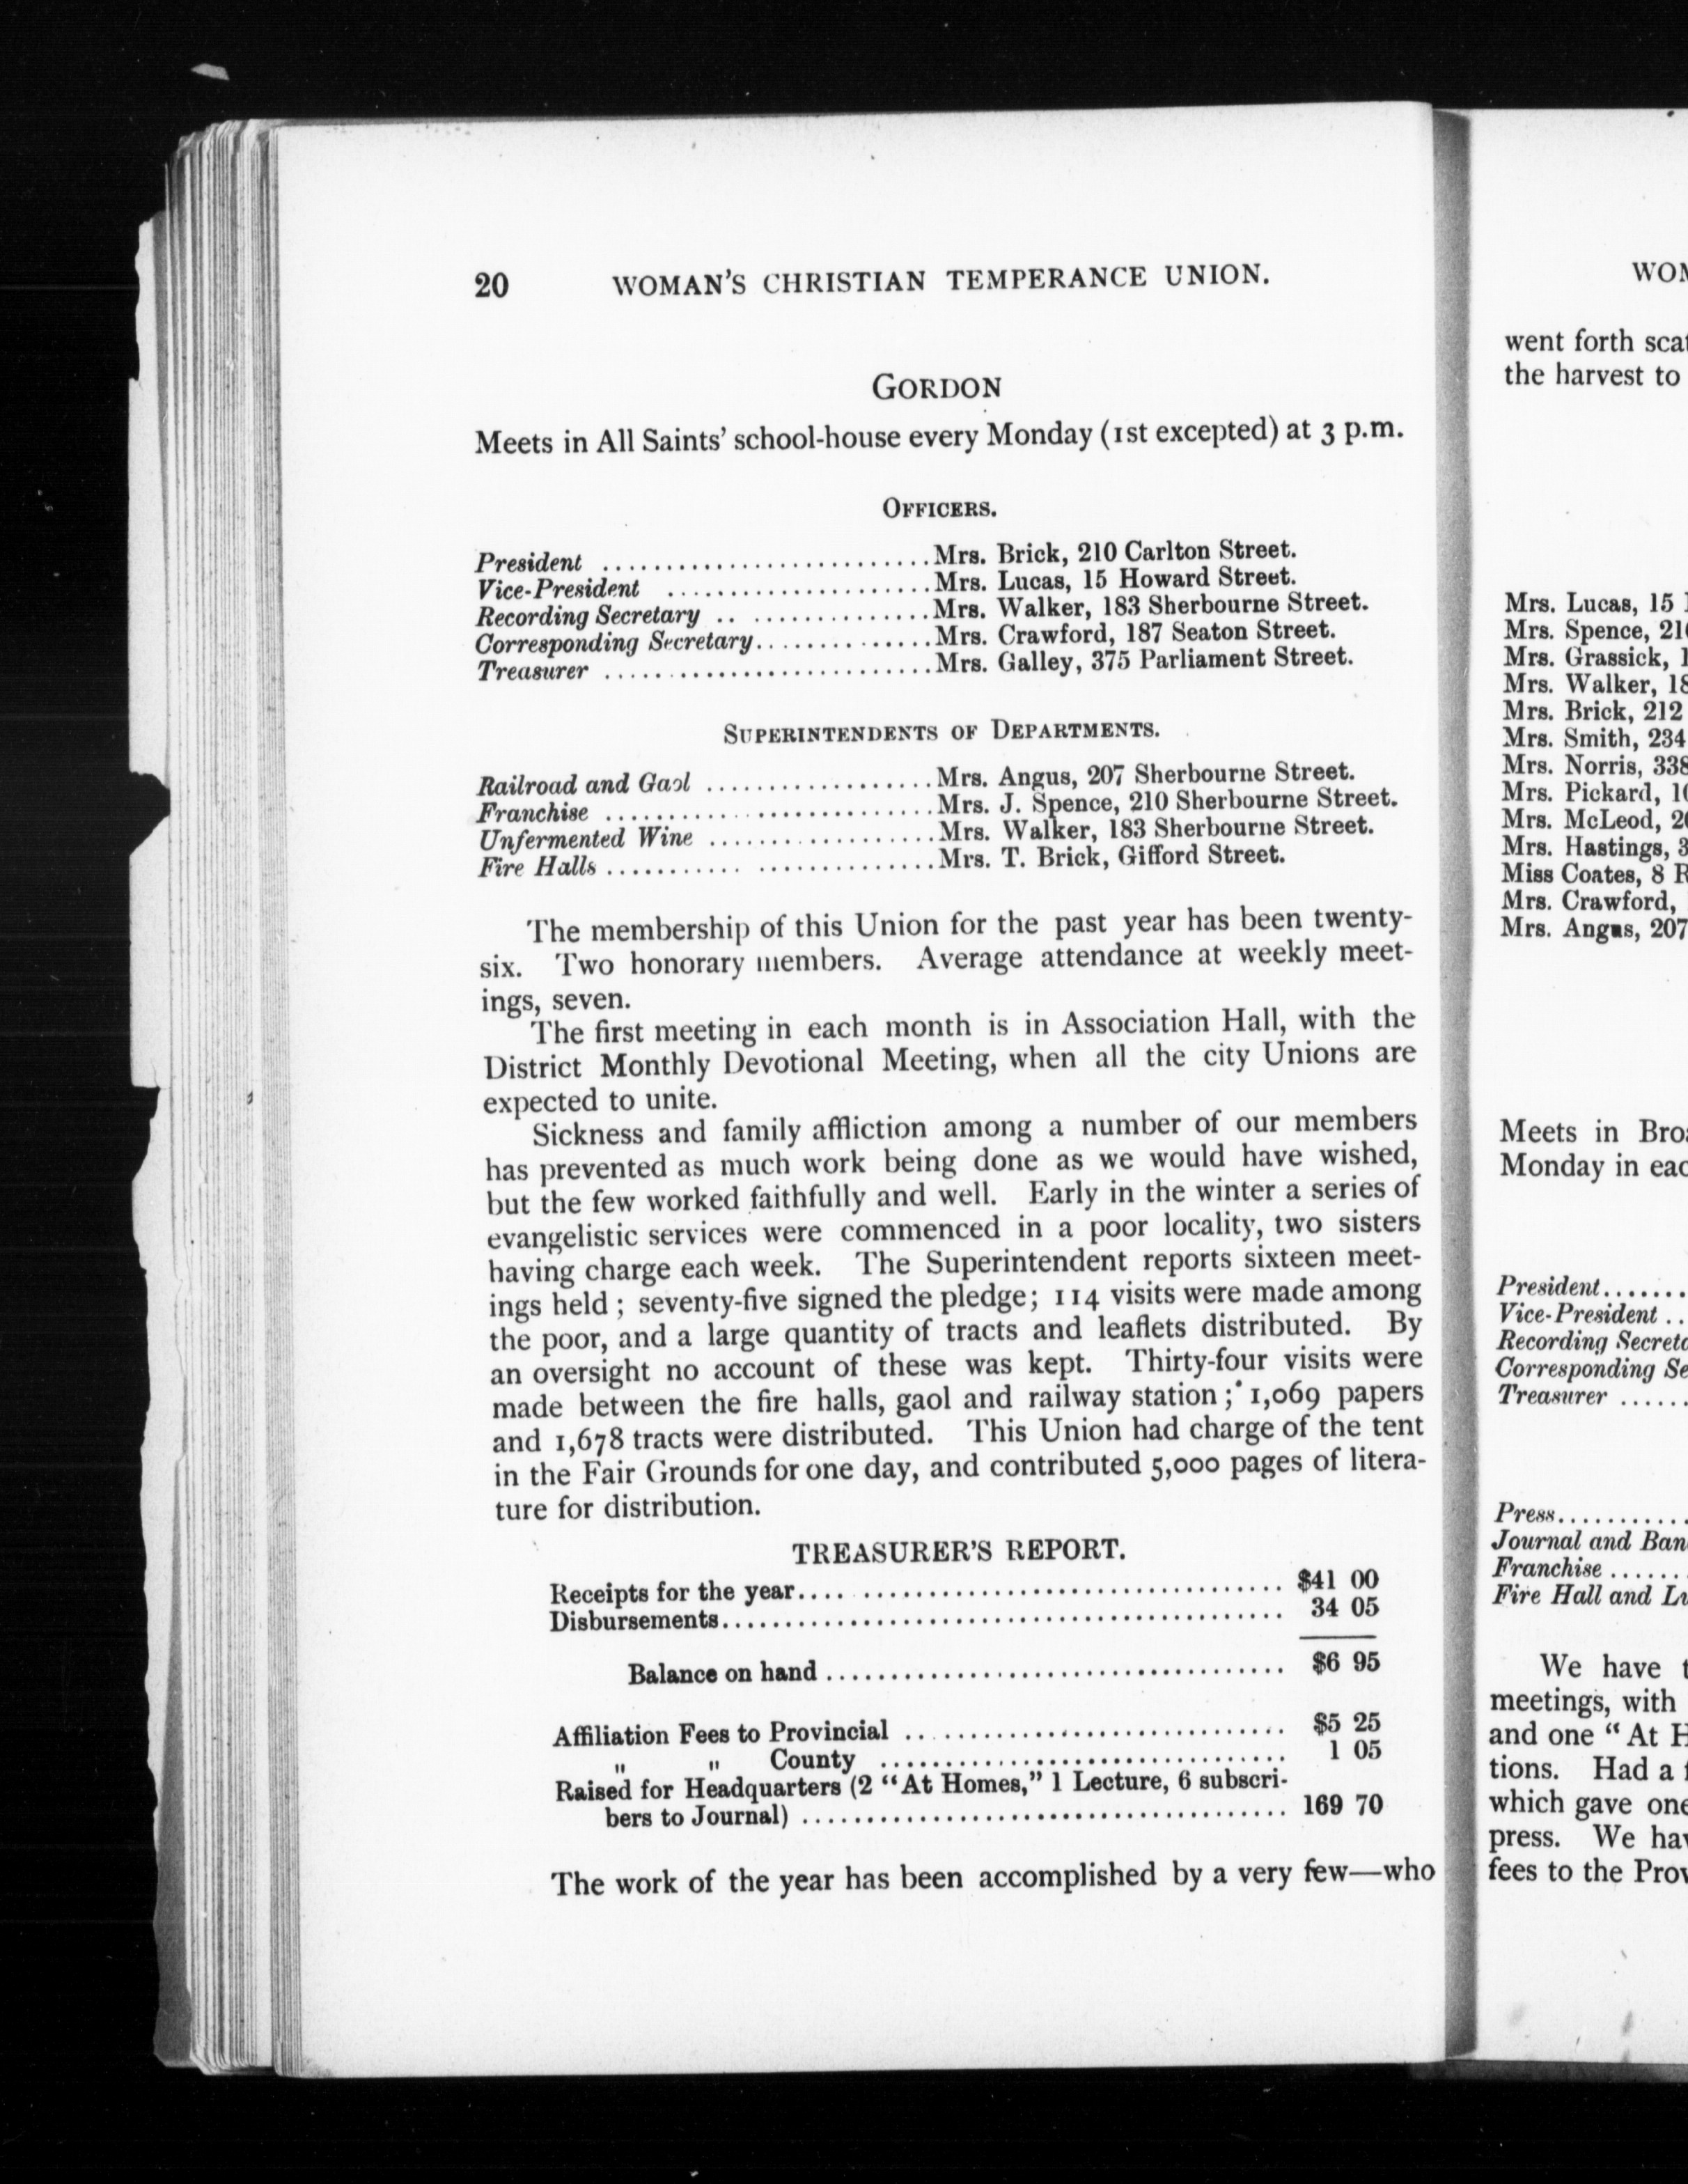 20 WOMAN'S CHRISTIAN TEMPERANCE UNION.
GORDON
Meets in All Saints' school-house every Monday (1st excepted) at 3 p.m.
OFFICERS.
President ..........................Mrs. Brick, 210 Carlton Street.
Vice-President .....................Mrs. Lucas, 15 Howard Street.
Recording Secretary .. ..............Mrs. Walker, 183 Sherbourne Street.
Corresponding Secretary..............Mrs. Crawford, 187 Seaton Street.
Treasurer ..........................Mrs. Galley, 375 Parliament Street.
SUPERINTENDENTS OF DEPARTMENTS.
Railroad and Gaol ..................Mrs. Angus, 207 Sherbourne Street.
Franchise ..........................Mrs. J. Spence, 210 Sherbourne Street.
Unfermented Wine ..................Mrs. Walker, 183 Sherbourne Street.
Fire Halls ........... ..............Mrs. T. Brick, Gifford Street.
The membership of this Union for the past year has been twenty-
six. Two honorary members. Average attendance at weekly meet-
ings, seven.
The first meeting in each month is in Association Hall, with the
District Monthly Devotional Meeting, when all the city Unions are
expected to unite.
Sickness and family affliction among a number of our members
has prevented as much work being done as we would have wished,
but the few worked faithfully and well. Early in the winter a series of
evangelistic services were commenced in a poor locality, two sisters
having charge each week. The Superintendent reports sixteen meet-
ings held ; seventy-five signed the pledge; 114 visits were made among
the poor, and a large quantity of tracts and leaflets distributed. By
an oversight no account of these was kept. Thirty-four visits were
made between the fire halls, gaol and railway station ; 1,069 papers
and 1,678 tracts were distributed. This Union had charge of the tent
in the Fair Grounds for one day, and contributed 5,000 pages of litera-
ture for distribution.
TREASURER'S REPORT.
Receipts for the year.... ................................. $41 00
Disbursements............................................. 34 05
Balance on hand ..................................... $6 95
Affiliation Fees to Provincial .............................. $5 25
" " County ................................ 1 05
Raised for Headquarters (2 "At Homes," 1 Lecture, 6 subscri-
bers to Journal) ...................................... 169 70
The work of the year has been accomplished by a very few—who
went forth
the harvest to
Mrs. Lucas, 15
Mrs. Spence,
Mrs. Grassick,
Mrs. Walker,
Mrs. Brick, 212
Mrs. Smith, 234
Mrs. Norris, 338
Mrs. Pickard,
Mrs. McLeod,
Mrs. Hastings,
Miss Coates, 8
Mrs. Crawford,
Mrs. Angus, 207
Meets in
Monday in
President.......
Vice-President ..
Recording
Corresponding
Treasurer ......
Press..........
Journal and
Franchise ......
Fire Hall and
We have
meetings, with
and one "At
tions. Had a
which gave
press. We
fees to the